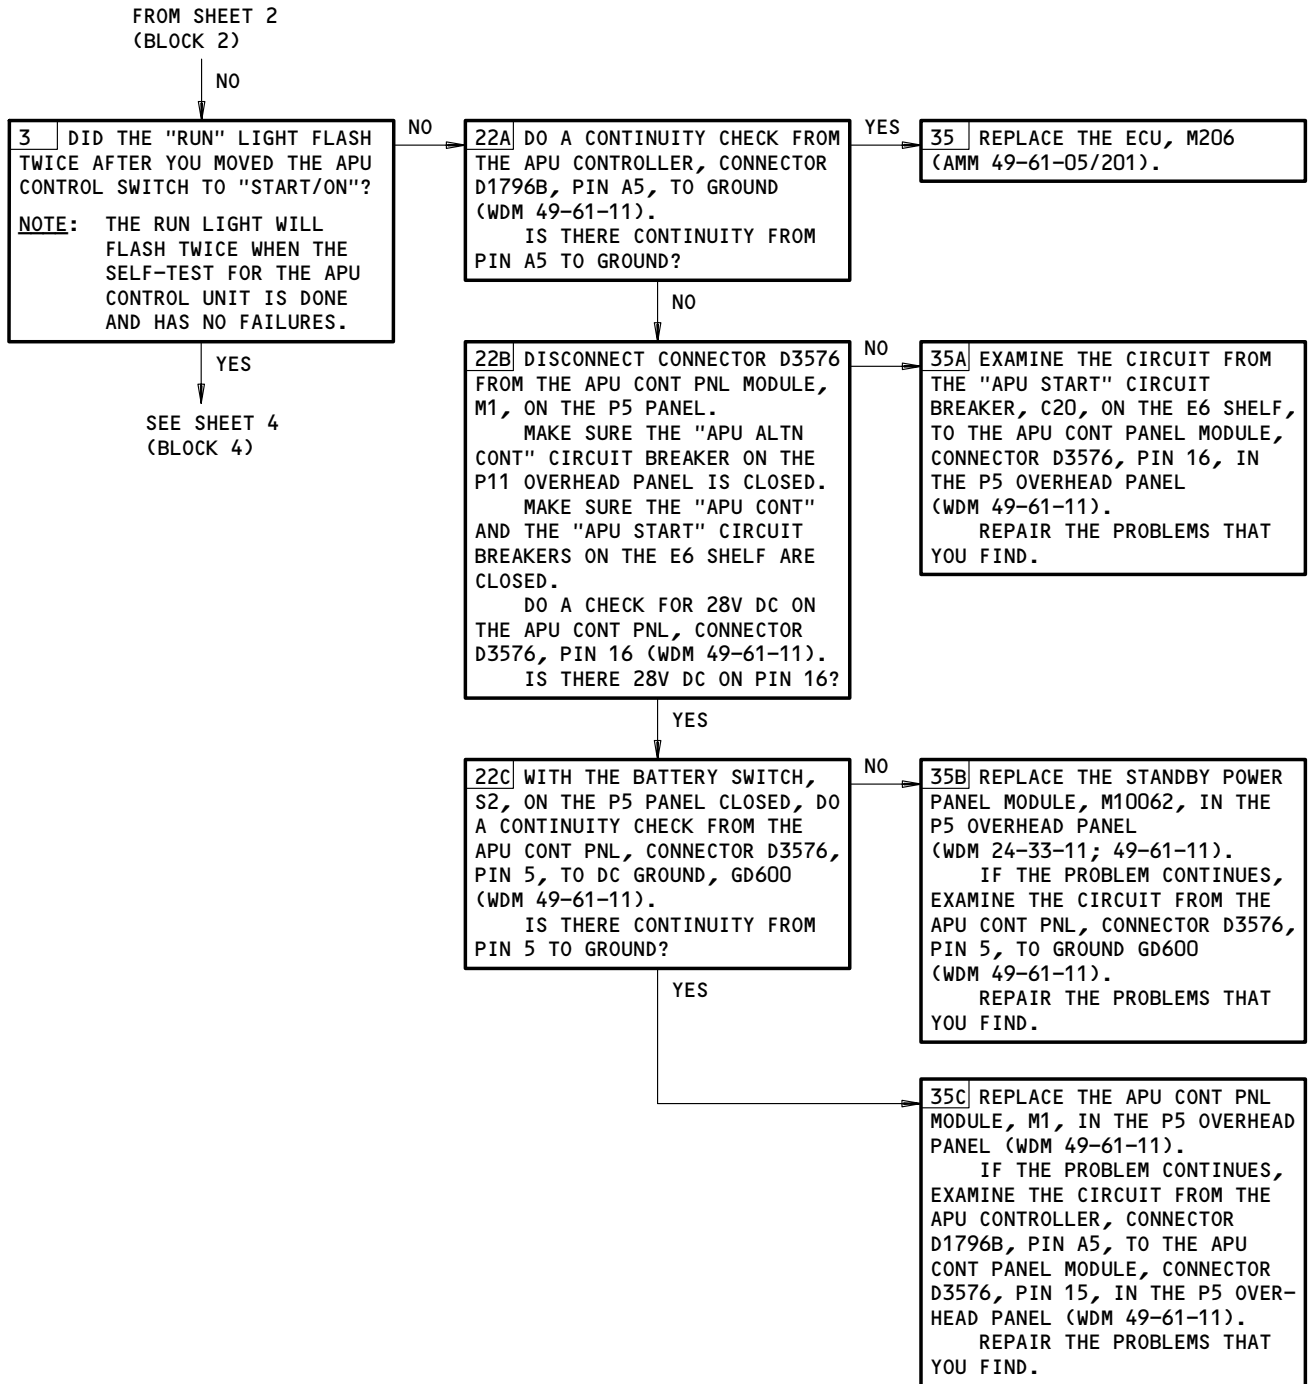 FROM SHEET 2
(BLOCK 2)
NO
3 DID THE "RUN" LIGHT FLASH
TWICE AFTER YOU MOVED THE APU
CONTROL SWITCH TO "START/ON"?
NOTE: THE RUN LIGHT WILL
FLASH TWICE WHEN THE
SELF-TEST FOR THE APU
CONTROL UNIT IS DONE
AND HAS NO FAILURES.
YES
SEE SHEET 4
(BLOCK 4)
NO
22A DO A CONTINUITY CHECK FROM
THE APU CONTROLLER, CONNECTOR
D1796B, PIN A5, TO GROUND
(WDM 49-61-11).
IS THERE CONTINUITY FROM
PIN A5 TO GROUND?
YES
35 REPLACE THE ECU, M206
(AMM 49-61-05/201).
NO
22B DISCONNECT CONNECTOR D3576
FROM THE APU CONT PNL MODULE,
M1, ON THE P5 PANEL.
MAKE SURE THE "APU ALTN
CONT" CIRCUIT BREAKER ON THE
P11 OVERHEAD PANEL IS CLOSED.
MAKE SURE THE "APU CONT"
AND THE "APU START" CIRCUIT
BREAKERS ON THE E6 SHELF ARE
CLOSED.
DO A CHECK FOR 28V DC ON
THE APU CONT PNL, CONNECTOR
D3576, PIN 16 (WDM 49-61-11).
IS THERE 28V DC ON PIN 16?
NO
35A EXAMINE THE CIRCUIT FROM
THE "APU START" CIRCUIT
BREAKER, C20, ON THE E6 SHELF,
TO THE APU CONT PANEL MODULE,
CONNECTOR D3576, PIN 16, IN
THE P5 OVERHEAD PANEL
(WDM 49-61-11).
REPAIR THE PROBLEMS THAT
YOU FIND.
YES
22C WITH THE BATTERY SWITCH,
S2, ON THE P5 PANEL CLOSED, DO
A CONTINUITY CHECK FROM THE
APU CONT PNL, CONNECTOR D3576,
PIN 5, TO DC GROUND, GD600
(WDM 49-61-11).
IS THERE CONTINUITY FROM
PIN 5 TO GROUND?
NO
35B REPLACE THE STANDBY POWER
PANEL MODULE, M10062, IN THE
P5 OVERHEAD PANEL
(WDM 24-33-11; 49-61-11).
IF THE PROBLEM CONTINUES,
EXAMINE THE CIRCUIT FROM THE
APU CONT PNL, CONNECTOR D3576,
PIN 5, TO GROUND GD600
(WDM 49-61-11).
REPAIR THE PROBLEMS THAT
YOU FIND.
YES
35C REPLACE THE APU CONT PNL
MODULE, M1, IN THE P5 OVERHEAD
PANEL (WDM 49-61-11).
IF THE PROBLEM CONTINUES,
EXAMINE THE CIRCUIT FROM THE
APU CONTROLLER, CONNECTOR
D1796B, PIN A5, TO THE APU
CONT PANEL MODULE, CONNECTOR
D3576, PIN 15, IN THE P5 OVER-
HEAD PANEL (WDM 49-61-11).
REPAIR THE PROBLEMS THAT
YOU FIND.